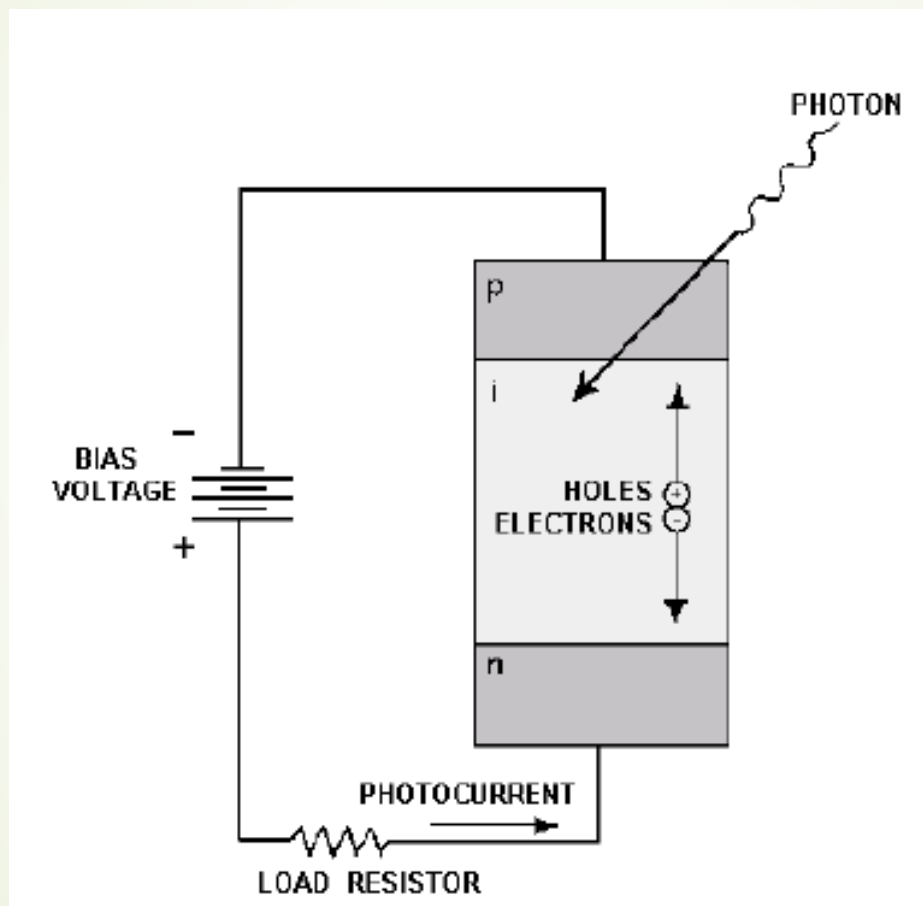 PHOTON
p
i
−
BIAS
VOLTAGE
+
HOLES +
ELECTRONS -
n
PHOTOCURRENT
LOAD RESISTOR